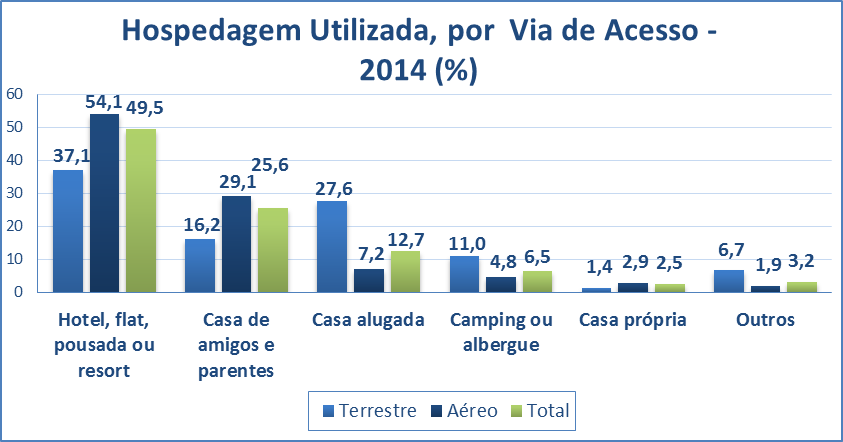 Hospedagem Utilizada, por Via de Acesso -
2014 (%)
60
50
40
30
20
10
0
37,1
54,1
49,5
16,2
29,1
25,6
27,6
7,2
12,7
11,0
4,8
6,5
1,4
2,9
2,5
6,7
1,9
3,2
Hotel, flat,
pousada ou
resort
Casa de
amigos e
parentes
Casa alugada
Camping ou
albergue
Casa própria
Outros
Terrestre Aéreo Total